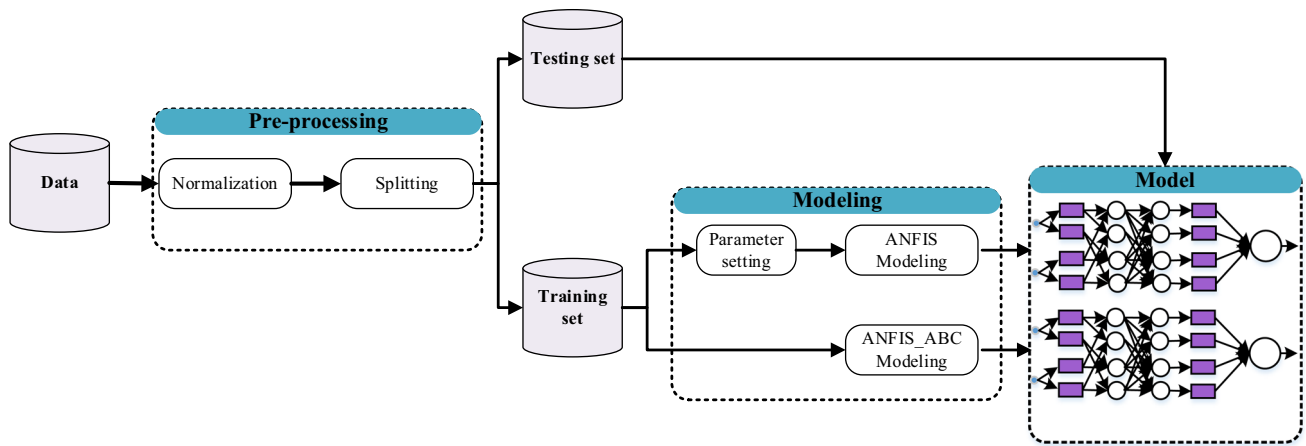 Testing set
Pre-processing
Data
Normalization
Splitting
Model
Modeling
Parameter
setting
ANFIS
Modeling
Training
set
ANFIS_ABC
Modeling